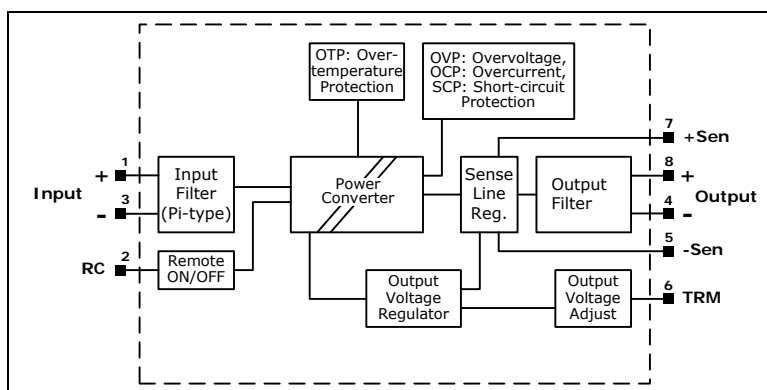 OTP: Over-
temperature
Protection
OVP: Overvoltage,
OCP: Overcurrent,
SCP: Short-circuit
Protection
7
+Sen
1
+
Input
3
-
Input
Filter
(Pi-type)
Power
Converter
Sense
Line
Reg.
Output
Filter
8
+
Output
4
-
5
-Sen
2
RC
Remote
ON/OFF
Output
Voltage
Regulator
Output
Voltage
Adjust
6
TRM